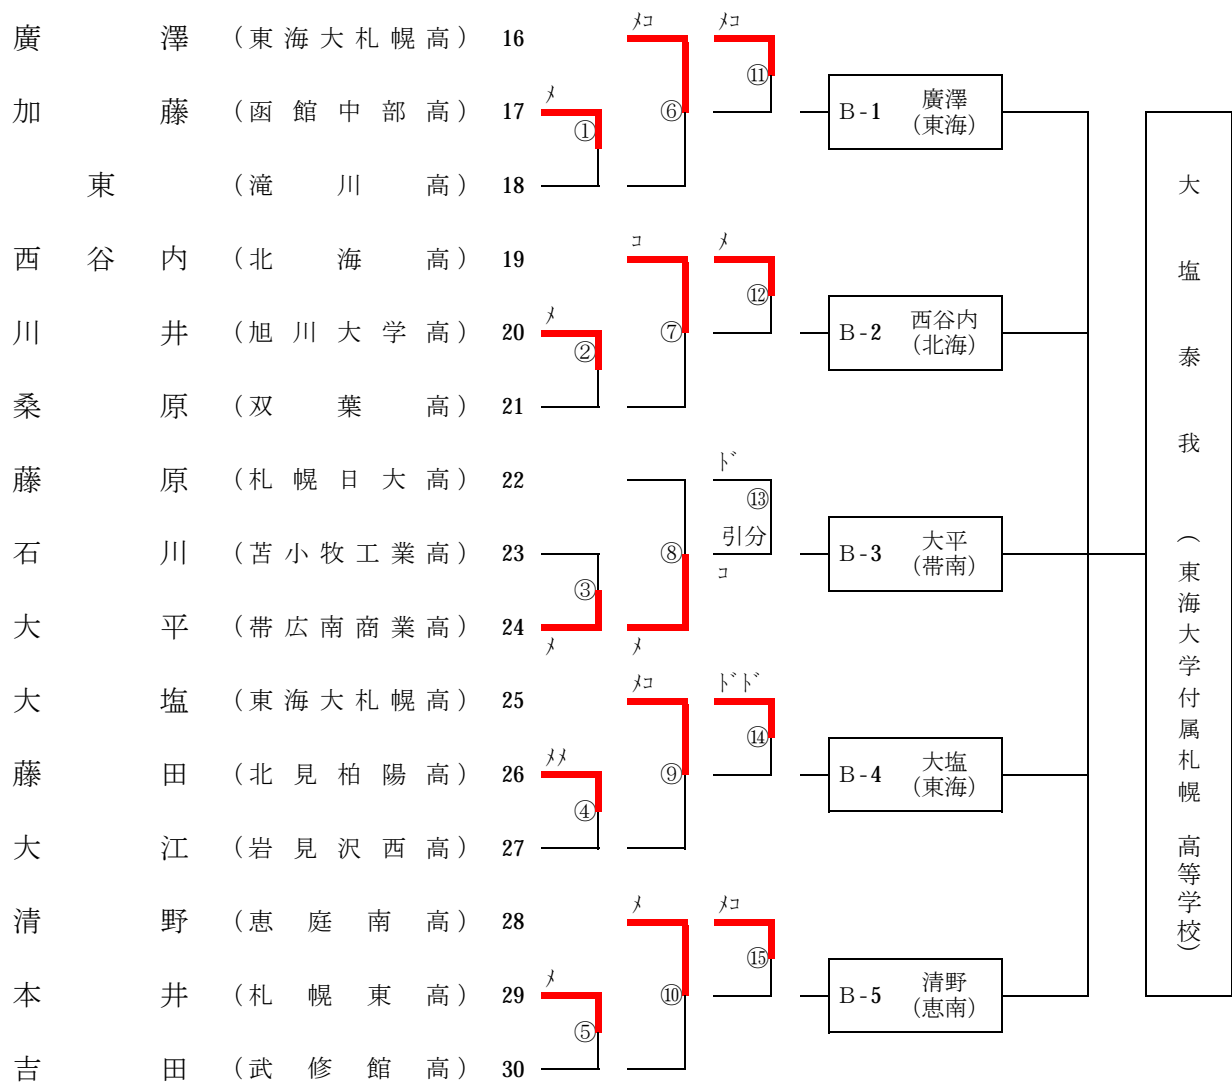 メコ メコ
廣澤 (東海大札幌高) 16
⑪
B-1 廣澤 (東海)
メ
加藤 (函館中部高) 17
⑥
①
東 (滝川高) 18
コ メ
西谷内 (北海高) 19
⑫
B-2 西谷内 (北海)
メ
川井 (旭川大学高) 20
⑦
②
桑原 (双葉高) 21
ド
藤原 (札幌日大高) 22
⑬
引分
石川 (苫小牧工業高) 23
⑧
B-3 大平 (帯南)
コ
③
大平 (帯広南商業高) 24
メ メ
メコ ドド
大塩 (東海大札幌高) 25
⑭
B-4 大塩 (東海)
メメ
藤田 (北見柏陽高) 26
⑨
④
大江 (岩見沢西高) 27
メ メコ
清野 (恵庭南高) 28
⑮
B-5 清野 (恵南)
メ
本井 (札幌東高) 29
⑩
⑤
吉田 (武修館高) 30
大塩泰我 (東海大学付属札幌 高等学校)